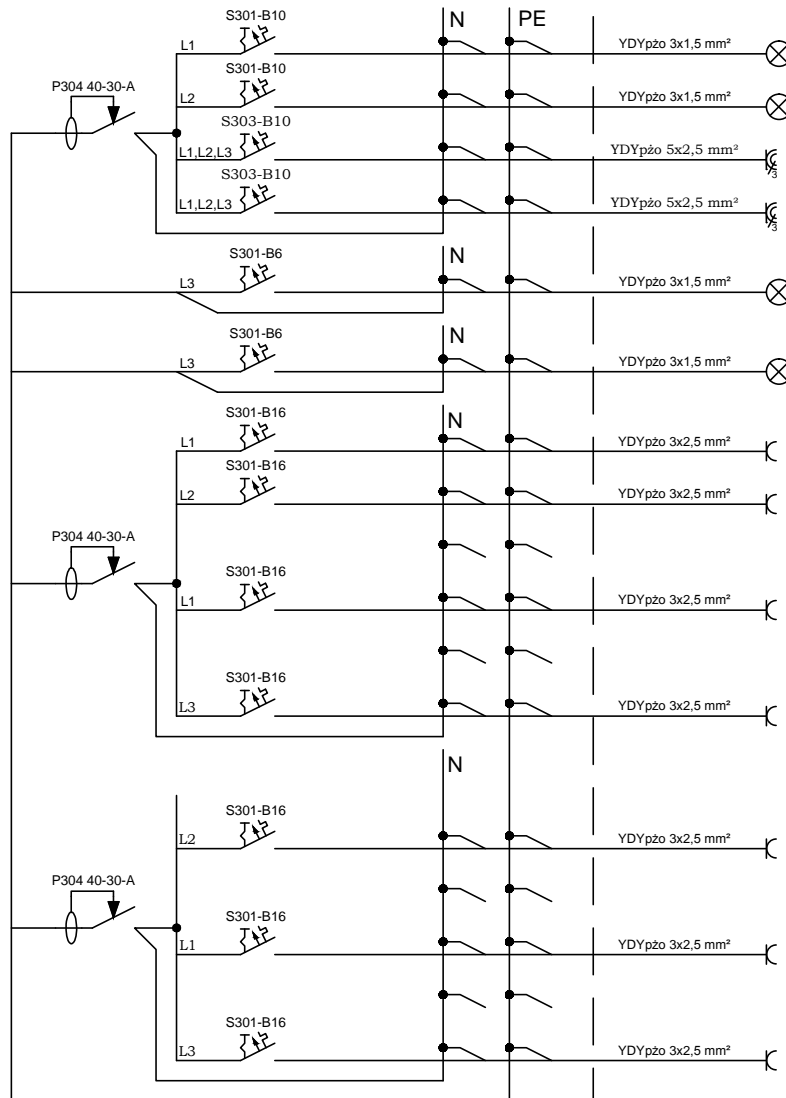 S301-B10
N
PE
L1
YDYpżo 3x1,5 mm²
S301-B10
P304 40-30-A
L2
YDYpżo 3x1,5 mm²
S303-B10
L1,L2,L3
YDYpżo 5x2,5 mm²
3
S303-B10
L1,L2,L3
YDYpżo 5x2,5 mm²
3
N
S301-B6
L3
YDYpżo 3x1,5 mm²
N
S301-B6
L3
YDYpżo 3x1,5 mm²
S301-B16
N
L1
YDYpżo 3x2,5 mm²
S301-B16
L2
YDYpżo 3x2,5 mm²
P304 40-30-A
S301-B16
L1
YDYpżo 3x2,5 mm²
S301-B16
L3
YDYpżo 3x2,5 mm²
N
S301-B16
L2
YDYpżo 3x2,5 mm²
P304 40-30-A
S301-B16
L1
YDYpżo 3x2,5 mm²
S301-B16
L3
YDYpżo 3x2,5 mm²